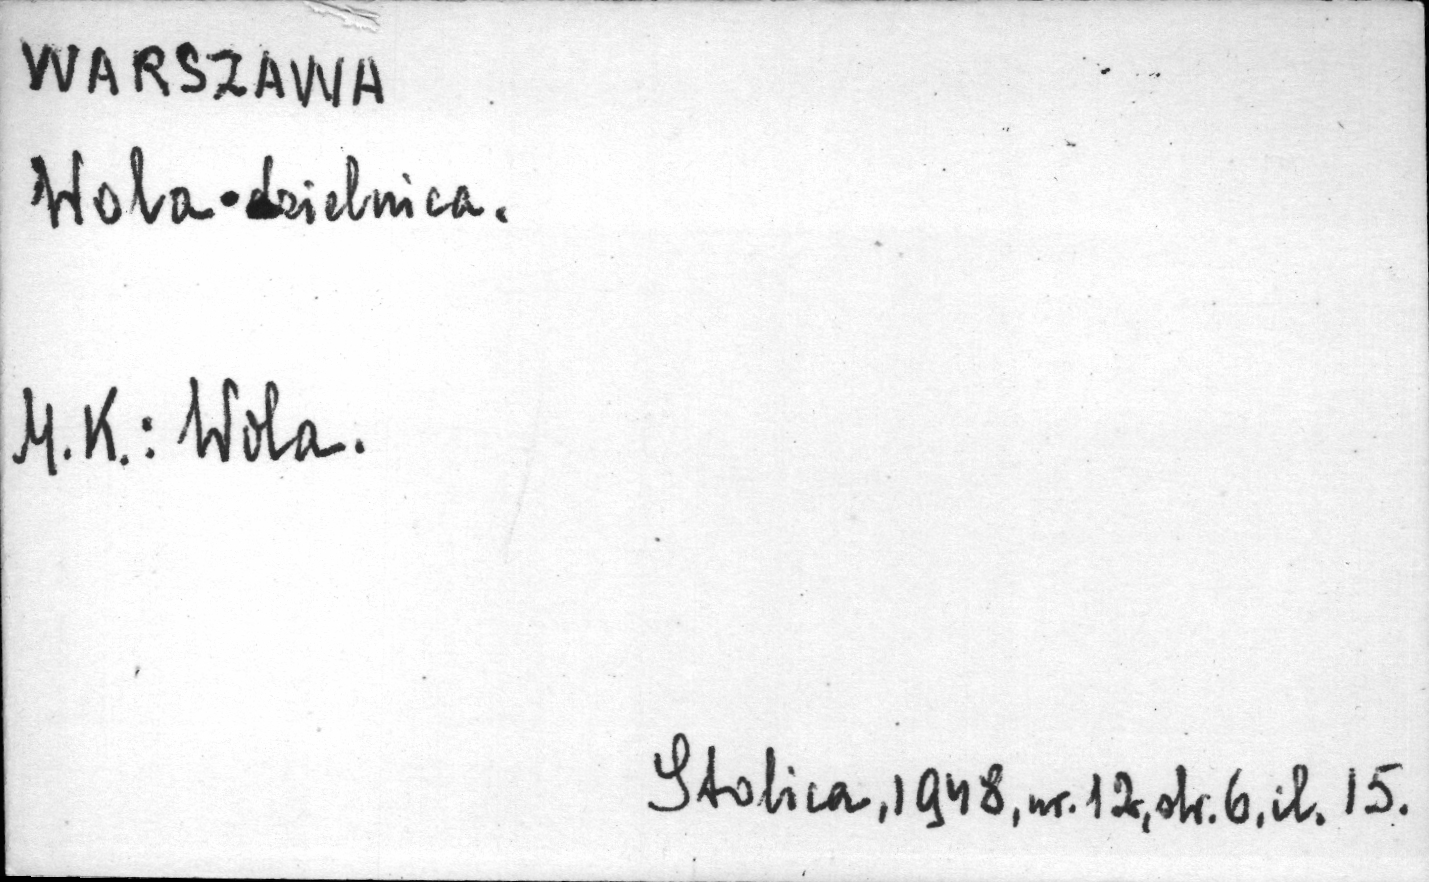 WARSZAWA
Wola-dzielnica.
M.K.: Wola.
Stolica, 1948, nr. 12, str. 6, il. 15.